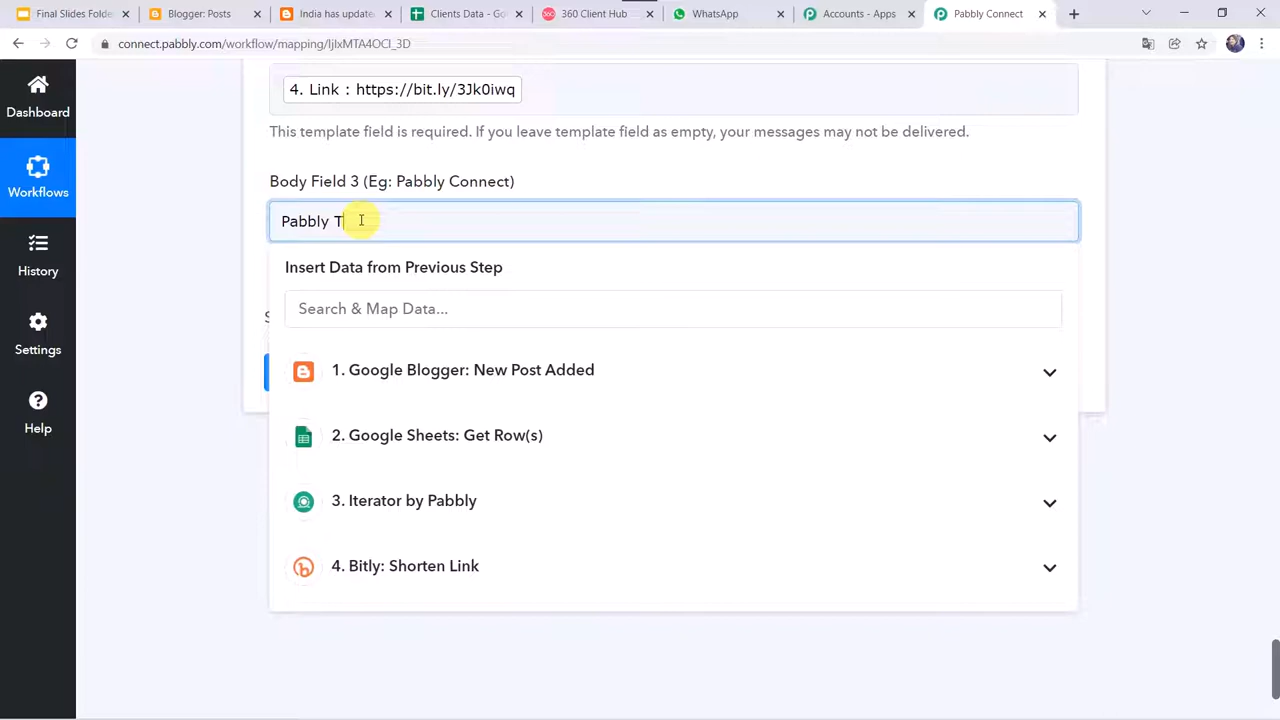 Final Slides Folde
Blogger: Posts
India has update
Clients Data - Go
360 Client Hub
WhatsApp
Accounts - Apps
Pabbly Connect
connect.pabbly.com/workflow/mapping/IjIxMTA4OCI_3D
Dashboard
Workflows
History
Settings
Help
4. Link : https://bit.ly/3Jk0iwq
This template field is required. If you leave template field as empty, your messages may not be delivered.
Body Field 3 (Eg: Pabbly Connect)
Pabbly T
Insert Data from Previous Step
Search & Map Data...
1. Google Blogger: New Post Added
2. Google Sheets: Get Row(s)
3. Iterator by Pabbly
4. Bitly: Shorten Link